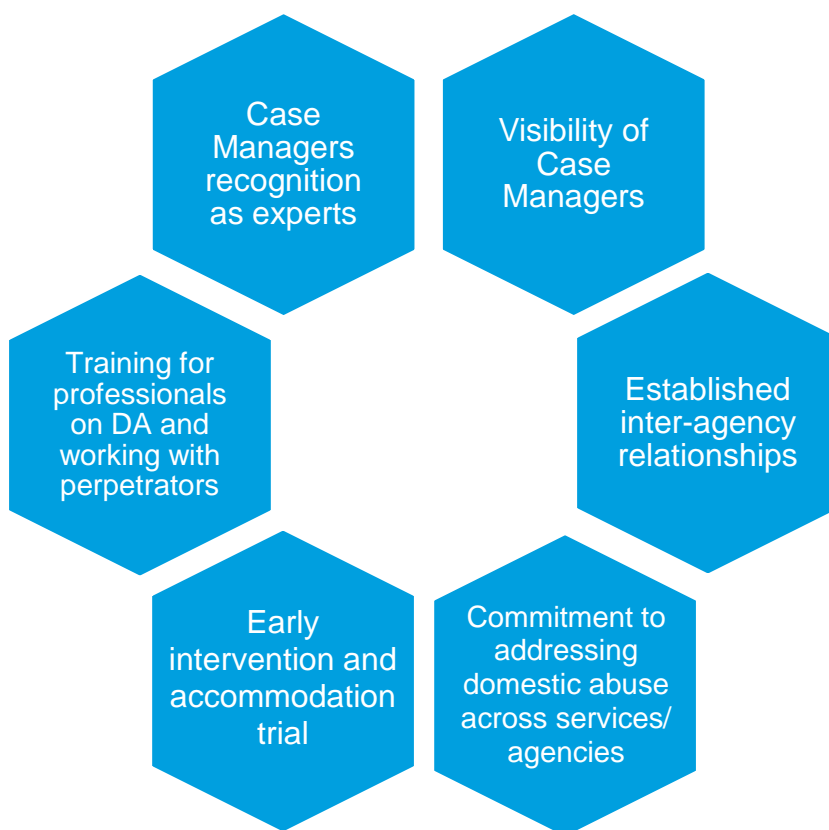 Case
Managers
recognition
as experts
Visibility of
Case
Managers
Training for
professionals
on DA and
working with
perpetrators
Established
inter-agency
relationships
Early
intervention and
accommodation
trial
Commitment to
addressing
domestic abuse
across services/
agencies